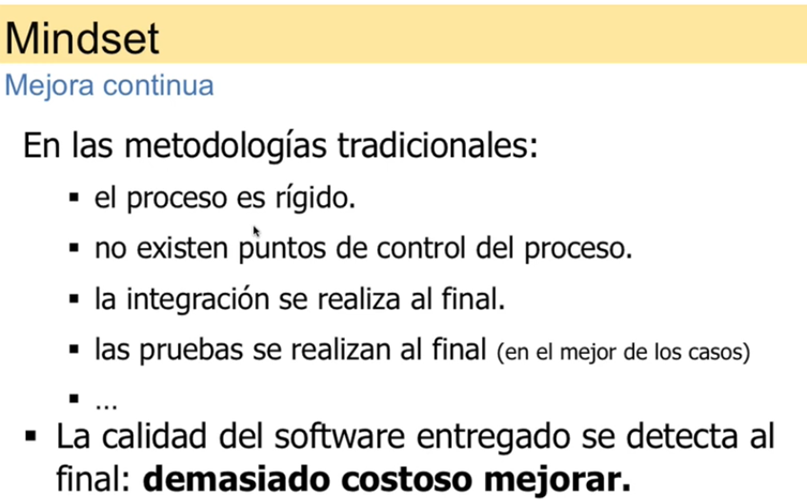 Mindset
Mejora continua
En las metodologías tradicionales:
▪ el proceso es rígido.
▪ no existen puntos de control del proceso.
▪ la integración se realiza al final.
▪ las pruebas se realizan al final (en el mejor de los casos)
▪ ...
▪ La calidad del software entregado se detecta al
final: demasiado costoso mejorar.